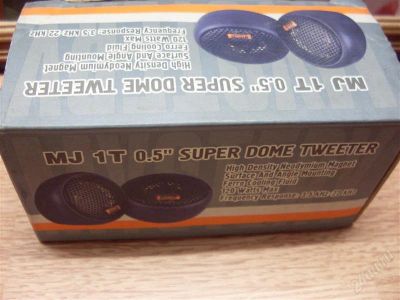 MJ 1T 0.5" SUPER DOME TWEETER
High Density Neodymium Magnet
Surface And Angle Mounting
Ferro Cooling Fluid
120 Watts Max
Frequency Response: 3.5 KHz-22 KHz
MJ 1T 0.5" SUPER DOME TWEETER
High Density Neodymium Magnet
Surface And Angle Mounting
Ferro Cooling Fluid
120 Watts Max
Frequency Response: 3.5 KHz-22 KHz